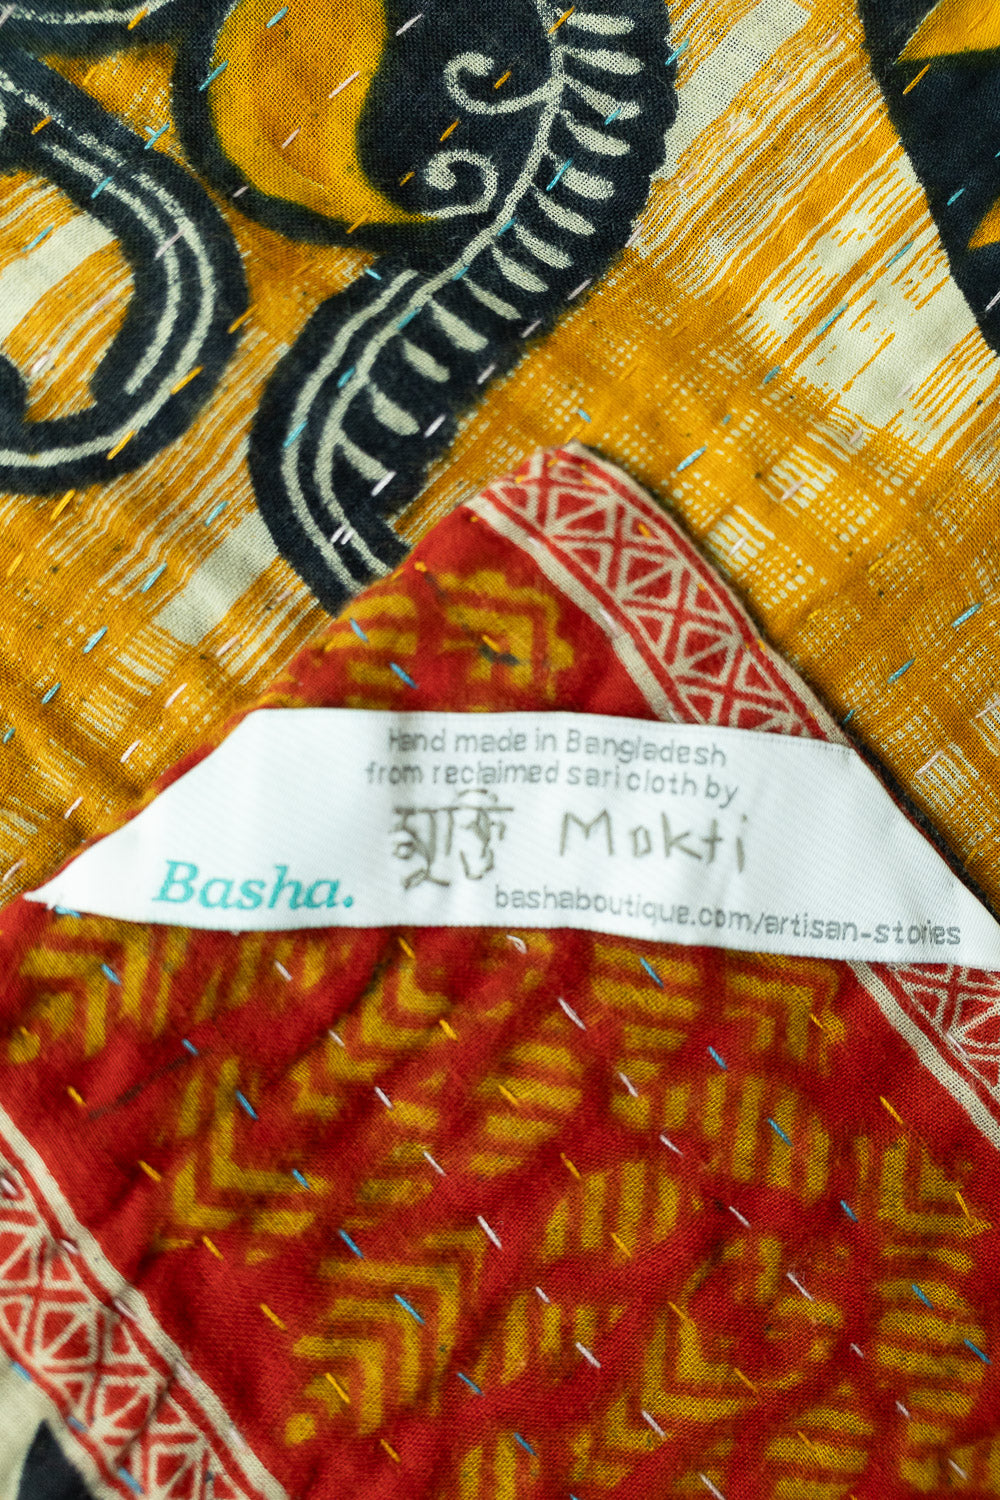 Hand made in Bangladesh
from reclaimed sari cloth by
Mokti
Basha.
bashaboutique.com/artisan-stories